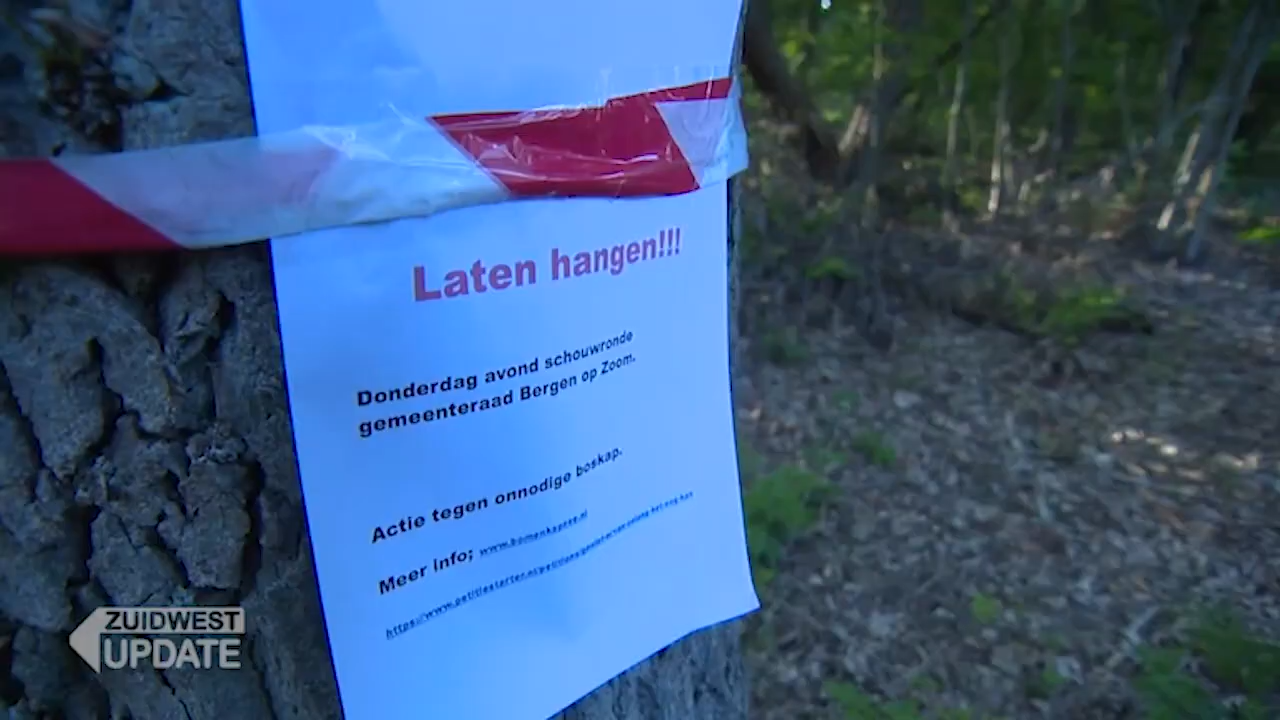 Laten hangen!!!
Donderdag avond schouwronde
gemeenteraad Bergen op Zoom.
Actie tegen onnodige boskap.
Meer info; www.bomenkapnee.nl
ZUIDWEST
UPDATE